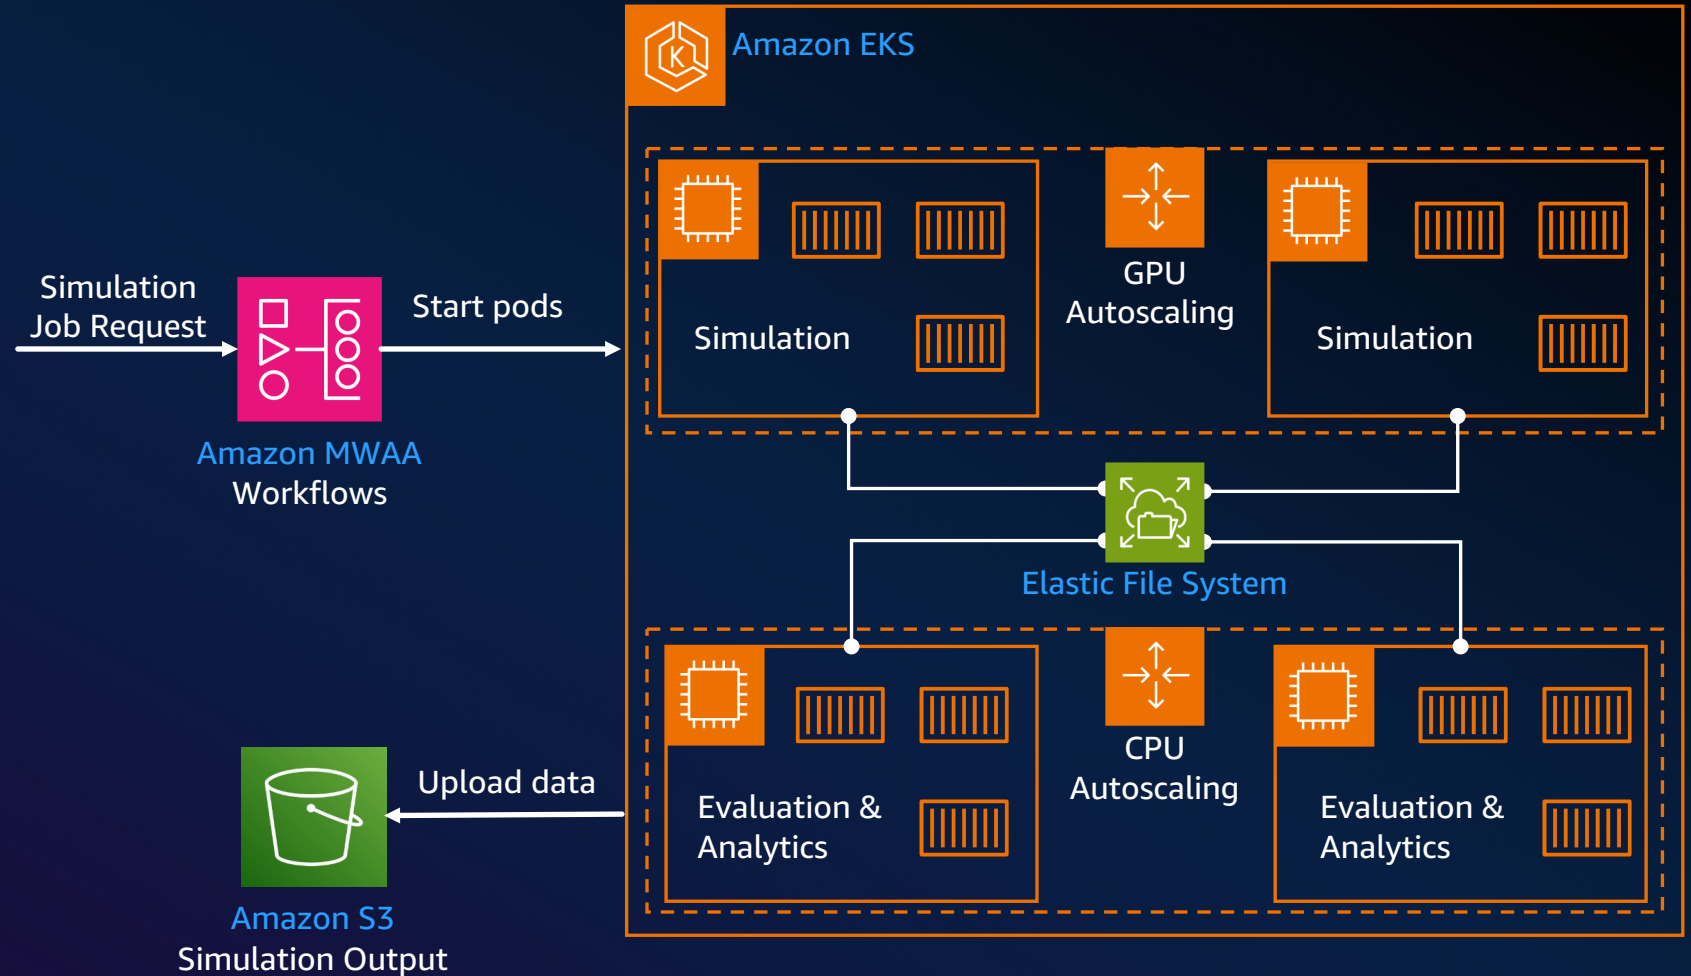 Amazon EKS
Simulation
Job Request
Start pods
Amazon MWAA
Workflows
K
Simulation
GPU
Autoscaling
Simulation
Elastic File System
CPU
Autoscaling
Evaluation &
Analytics
Evaluation &
Analytics
Upload data
Amazon S3
Simulation Output